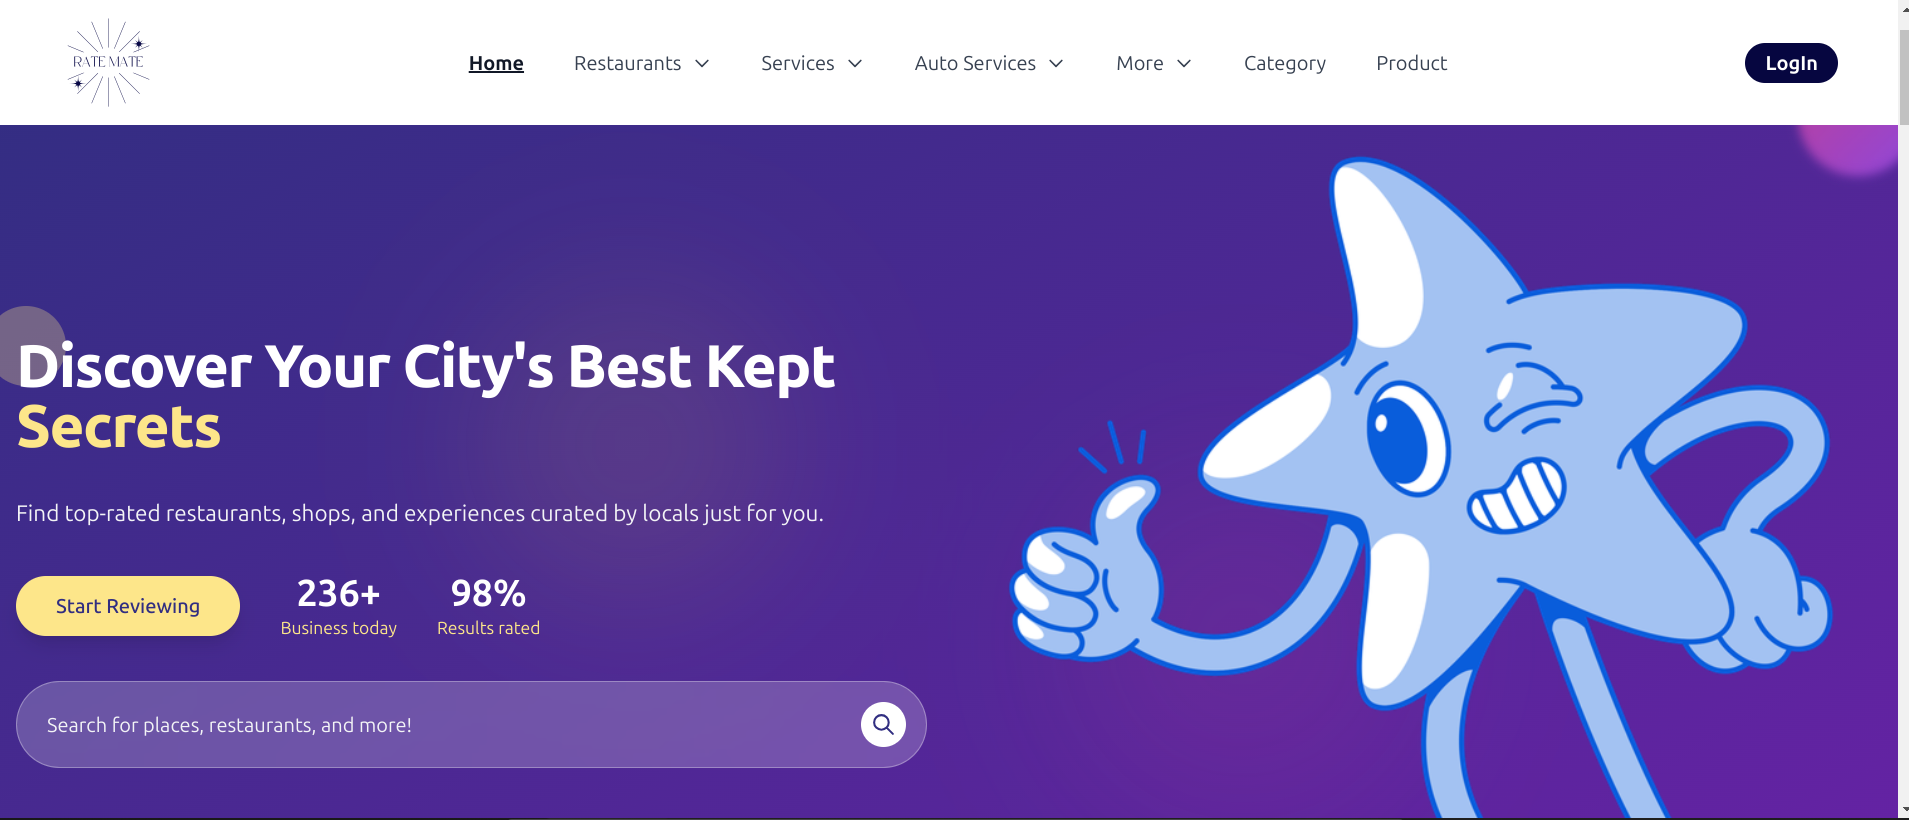 RATE MATE
Home Restaurants Services Auto Services More Category Product LogIn
Discover Your City's Best Kept
Secrets
Find top-rated restaurants, shops, and experiences curated by locals just for you.
Start Reviewing
236+
Business today
98%
Results rated
Search for places, restaurants, and more!